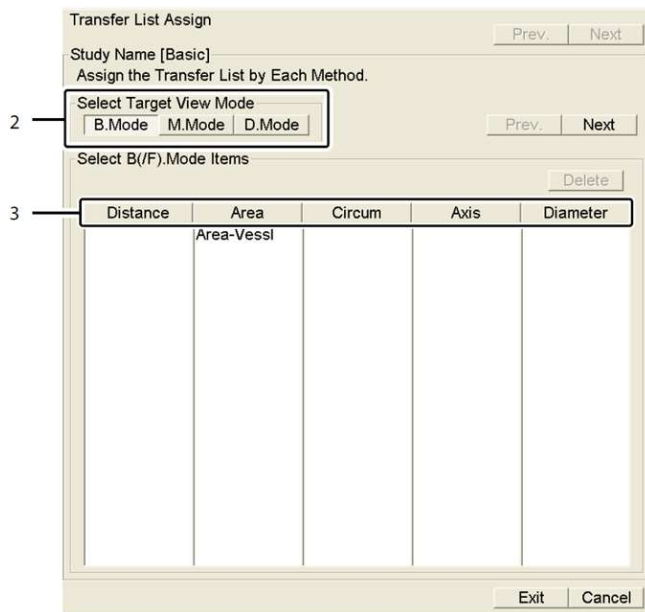 Transfer List Assign
Prev. Next
Study Name [Basic]
Assign the Transfer List by Each Method.
Select Target View Mode
2
B.Mode M.Mode D.Mode Prev. Next
Select B(/F).Mode Items
Delete
3
Distance Area Circum Axis Diameter
Area-Vessl
Exit Cancel